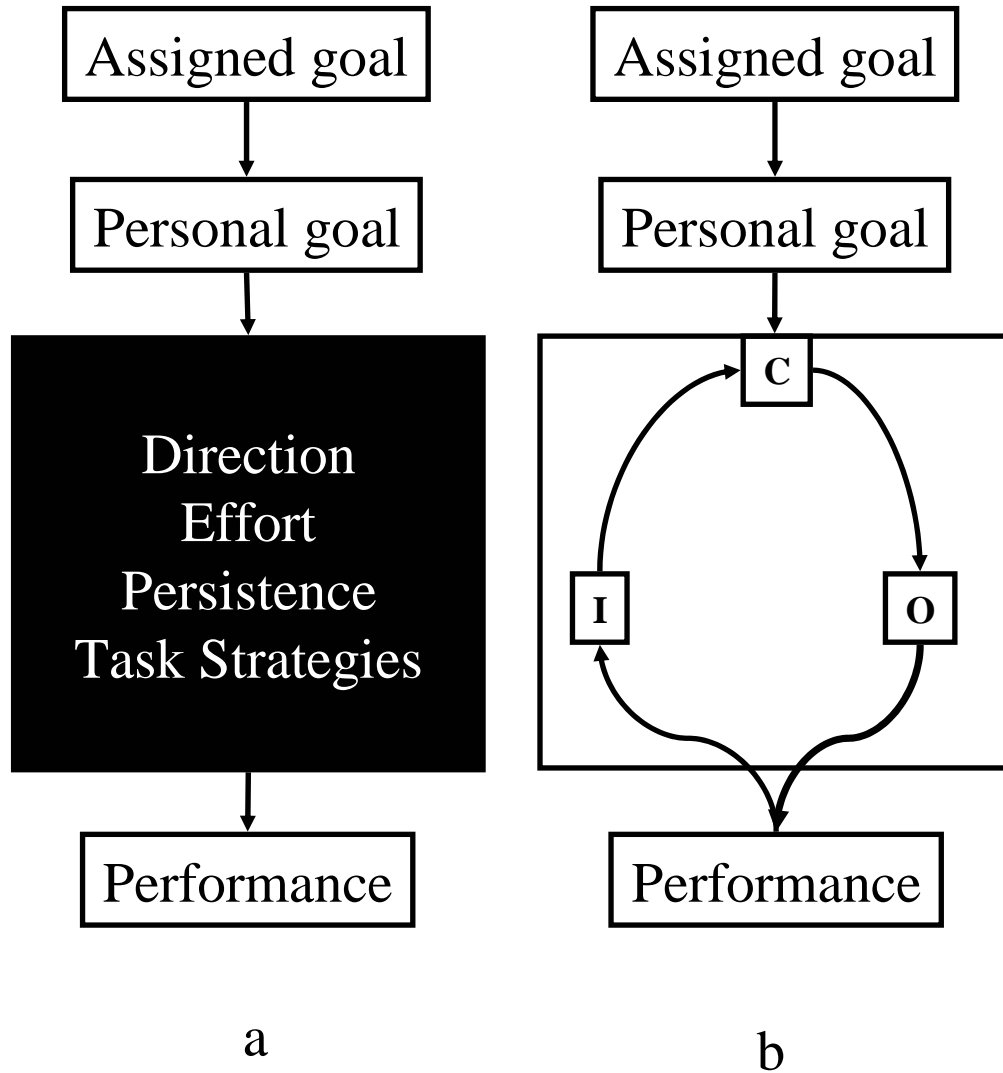 Assigned goal
Personal goal
Direction
Effort
Persistence
Task Strategies
Performance
a
Assigned goal
Personal goal
C
I
O
Performance
b